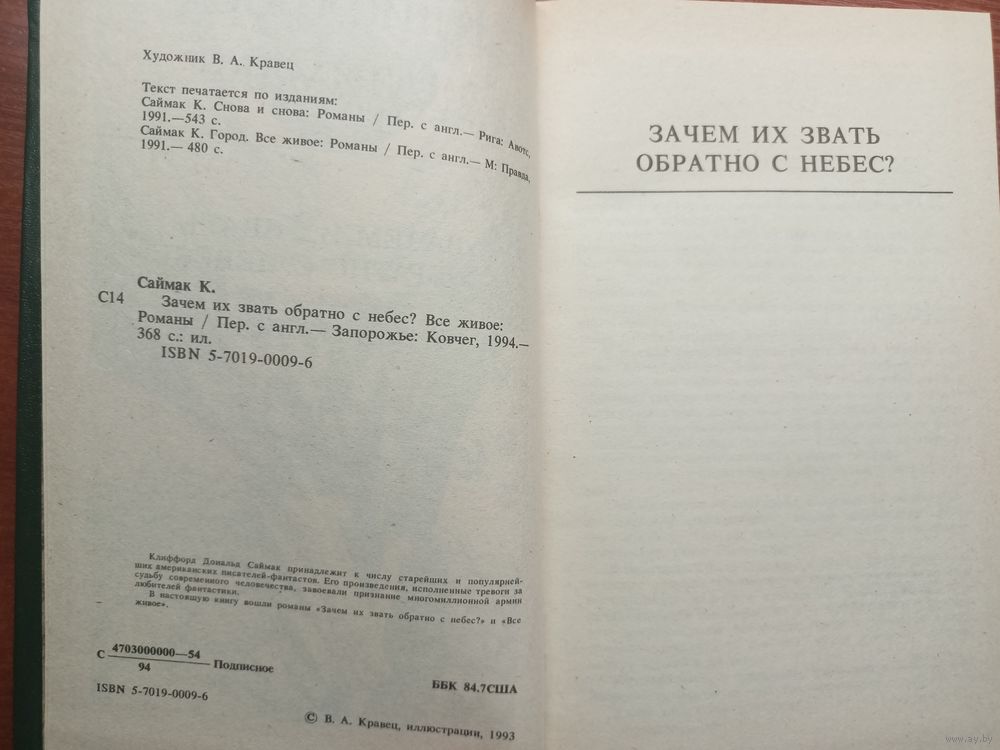 Художник В. А. Кравец
Текст печатается по изданиям:
Саймак К. Снова и снова: Романы / Пер. с англ.— Рига: Авотс,
1991.—543 с.
Саймак К. Город. Все живое: Романы / Пер. с англ.— М: Правда,
1991.— 480 с.
Саймак К.
С14 Зачем их звать обратно с небес? Все живое:
Романы / Пер. с англ.— Запорожье: Ковчег, 1994.—
368 с.: ил.
ISBN 5-7019-0009-6
Клиффорд Дональд Саймак принадлежит к числу старейших и популярней-
ших американских писателей-фантастов. Его произведения, исполненные тревоги за
судьбу современного человечества, завоевали признание многомиллионной армии
любителей фантастики.
В настоящую книгу вошли романы «Зачем их звать обратно с небес?» и «Все
живое».
С 4703000000—54
94 Подписное
ББК 84.7США
ISBN 5-7019-0009-6
© В. А. Кравец, иллюстрации, 1993
ЗАЧЕМ ИХ ЗВАТЬ
ОБРАТНО С НЕБЕС?
www.ay.by